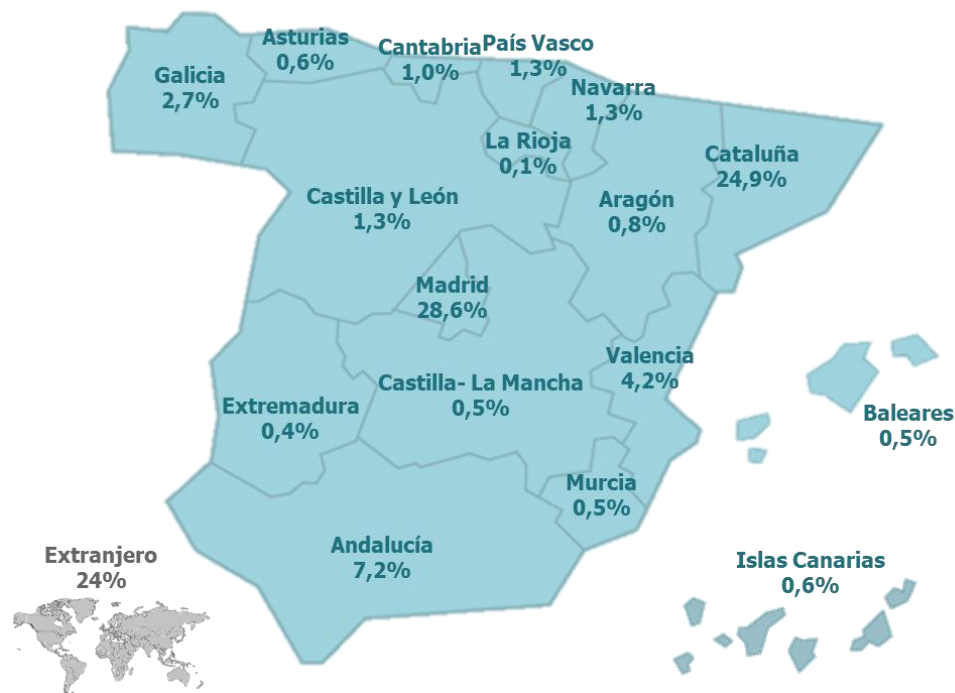 Asturias
0,6%
Cantabria
1,0%
País Vasco
1,3%
Galicia
2,7%
Navarra
1,3%
La Rioja
0,1%
Cataluña
24,9%
Castilla y León
1,3%
Aragón
0,8%
Madrid
28,6%
Valencia
4,2%
Castilla- La Mancha
0,5%
Extremadura
0,4%
Baleares
0,5%
Murcia
0,5%
Andalucía
7,2%
Extranjero
24%
Islas Canarias
0,6%